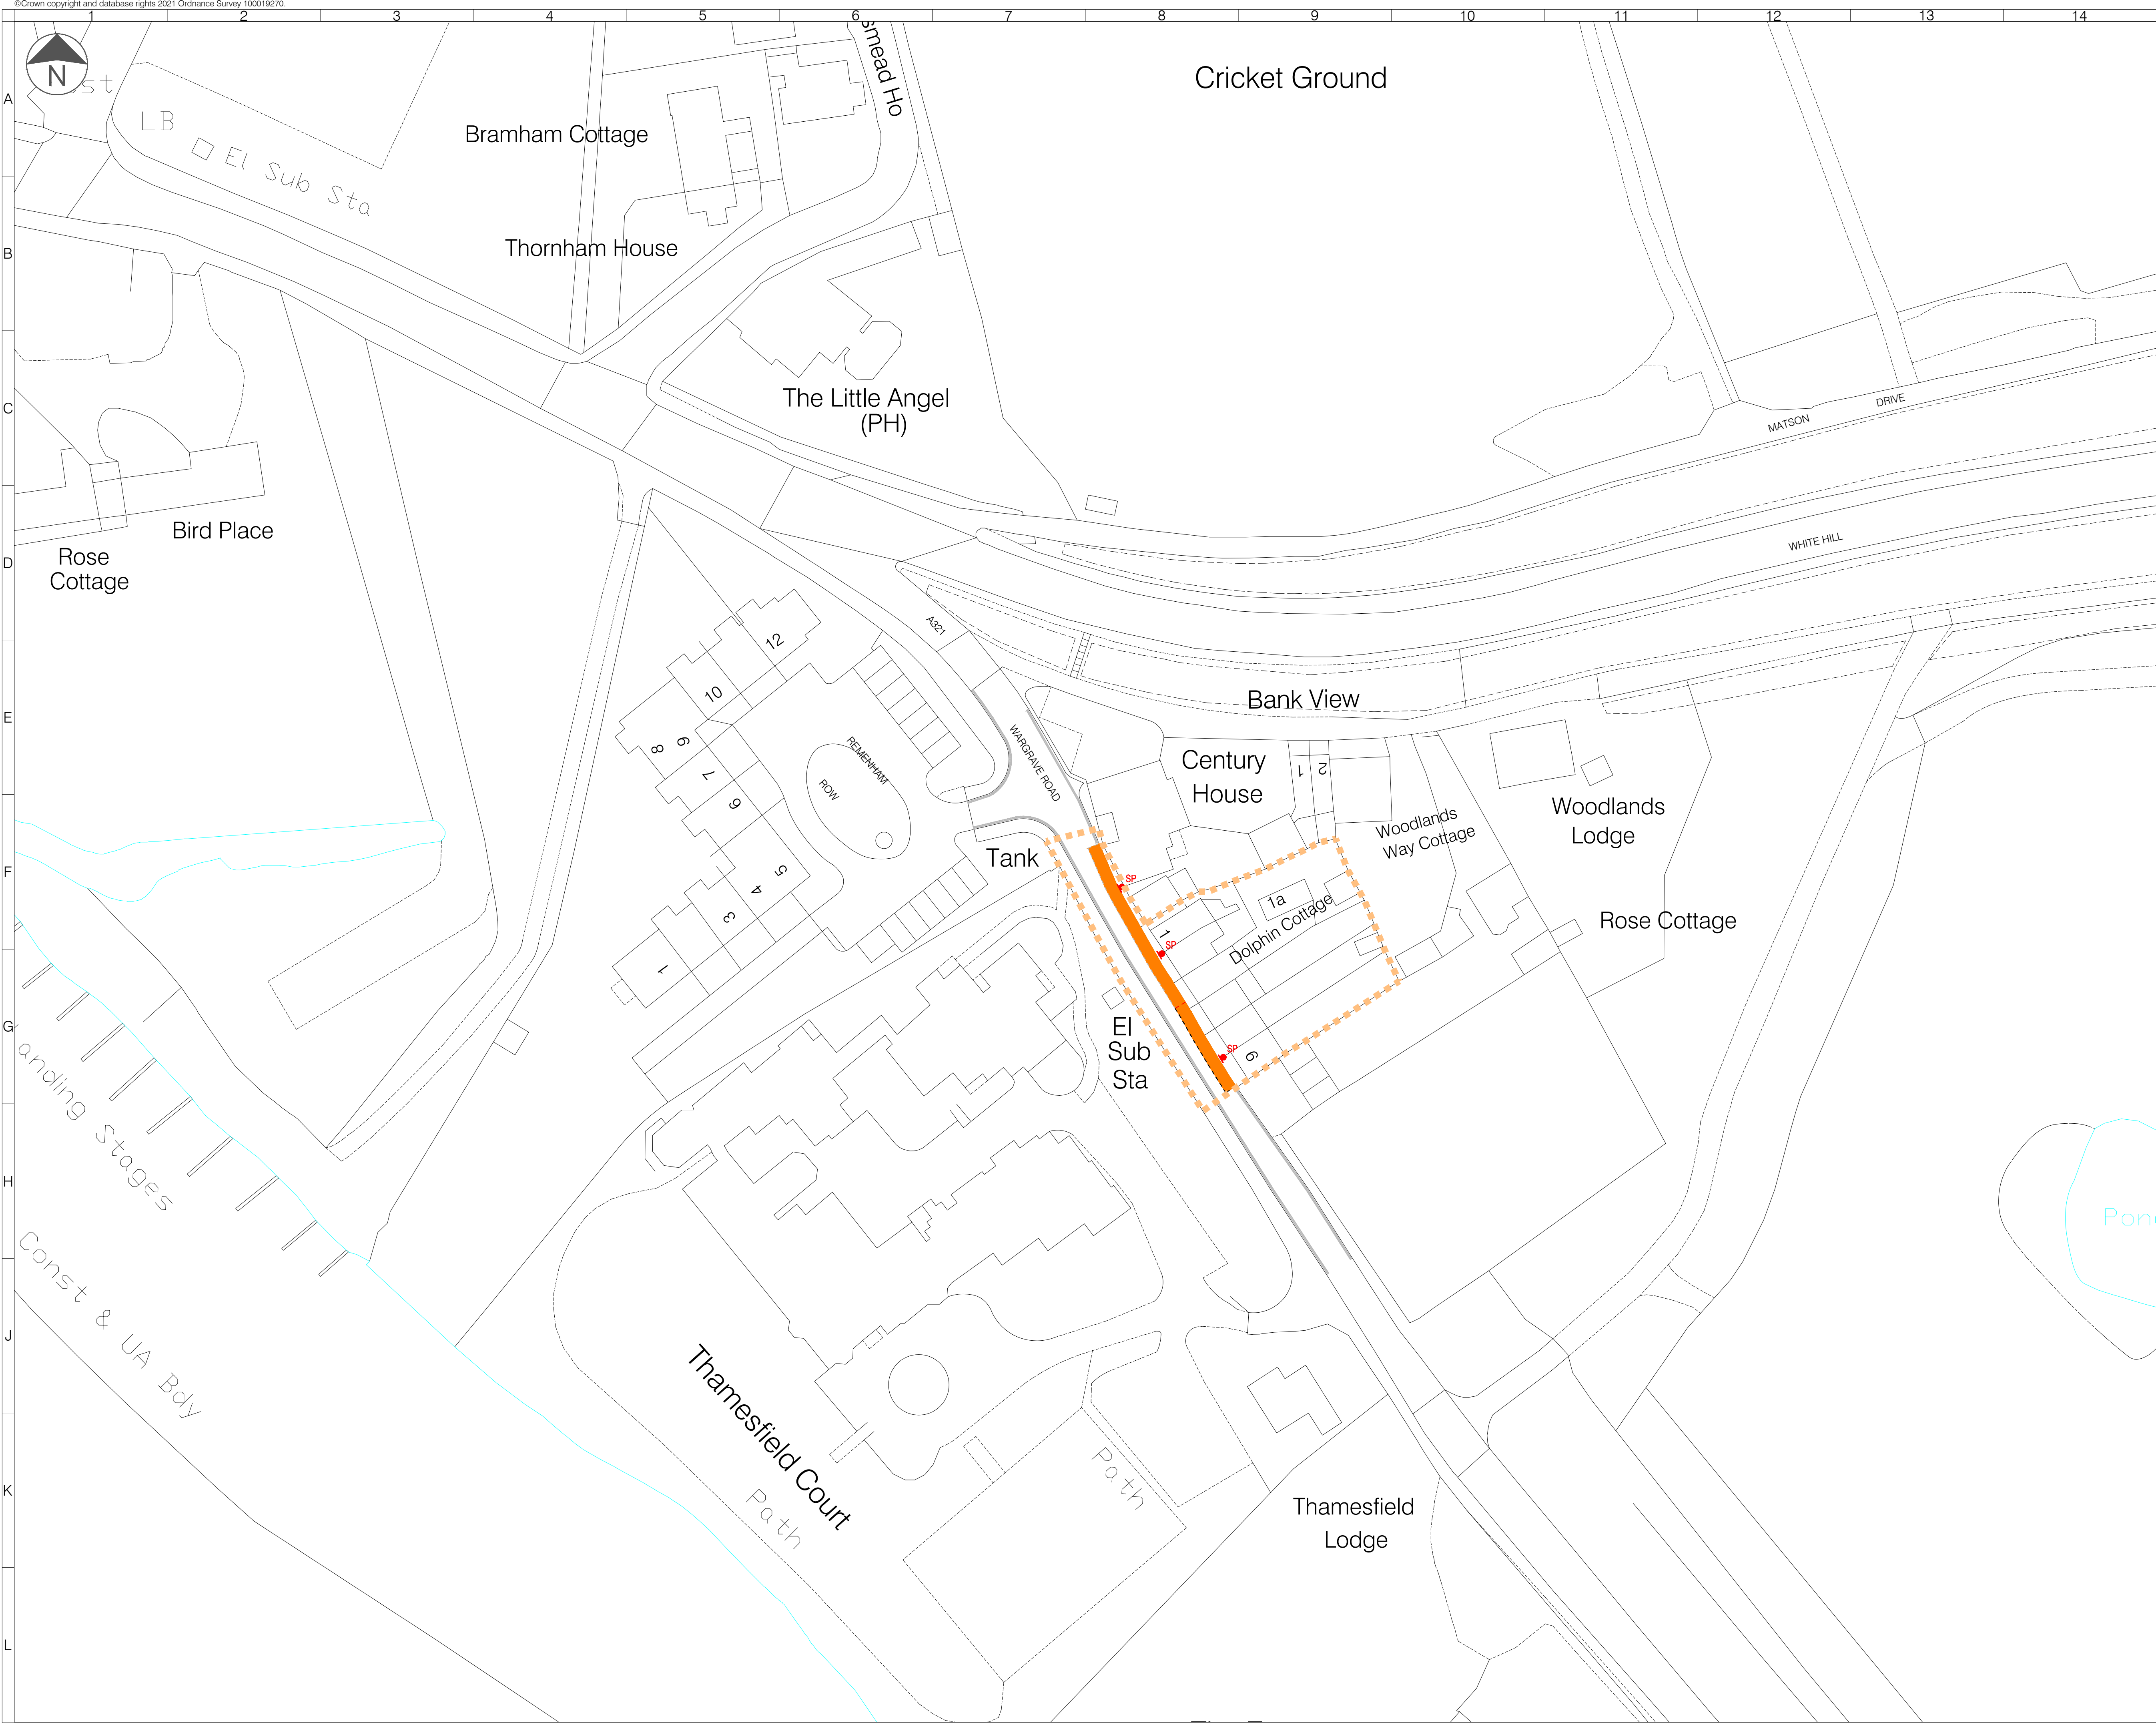 ©Crown copyright and database rights 2021 Ordnance Survey 100019270.
1 2 3 4 5 6 7 8 9 10 11 12 13 14
A
B
C
D
E
F
G
H
J
K
L
N
LB
El Sub Sta
Bramham Cottage
Thornham House
Cricket Ground
The Little Angel
(PH)
MATSON
DRIVE
WHITE HILL
Bird Place
Rose
Cottage
A321
WARGRAVE ROAD
REMENHAM
ROW
12
10
9
8
7
6
5
4
3
1
Tank
Bank View
Century
House
1
2
Woodlands
Way Cottage
Woodlands
Lodge
Rose Cottage
SP
1
1a
Dolphin Cottage
SP
SP
6
El
Sub
Sta
anding Stages
Const & UA Bdy
Thamesfield Court
Path
Path
Thamesfield
Lodge